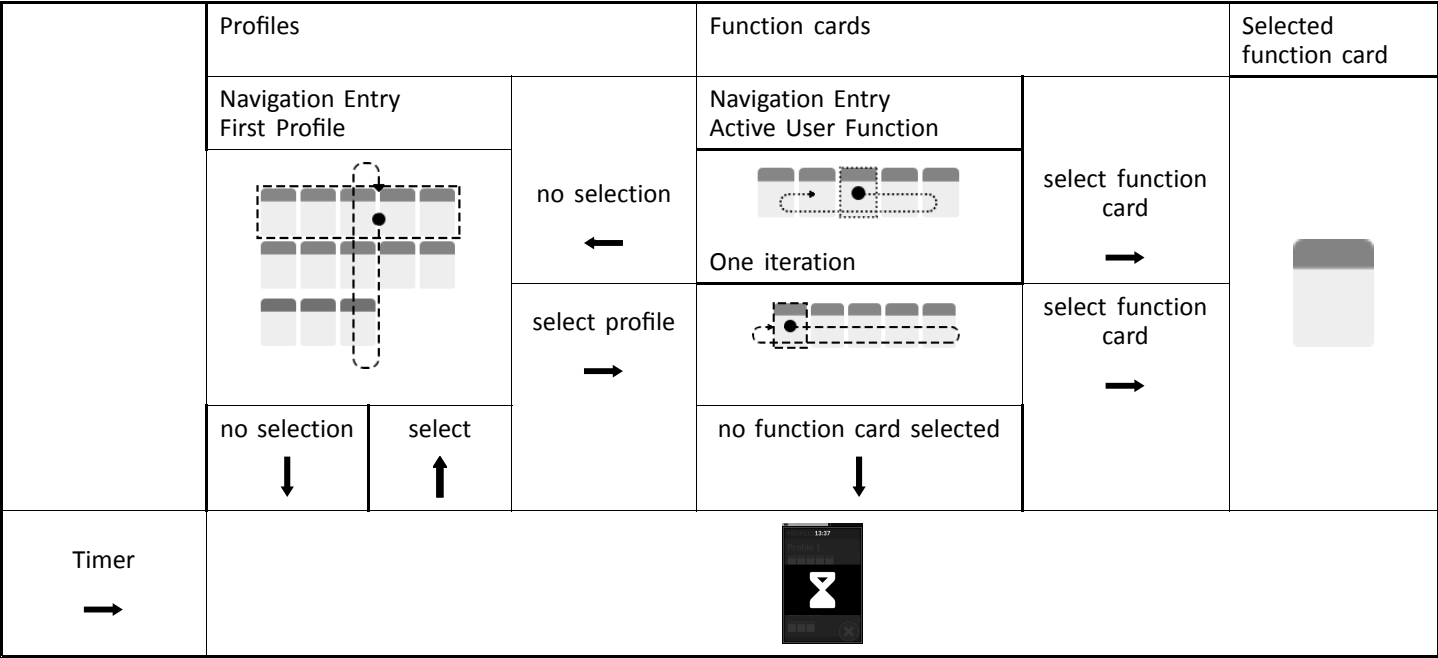 Profiles
Function cards
Selected
function card
Navigation Entry
First Profile
Navigation Entry
Active User Function
no selection
select function
card
One iteration
select profile
select function
card
no selection
select
no function card selected
Timer
13:37
Profile 1